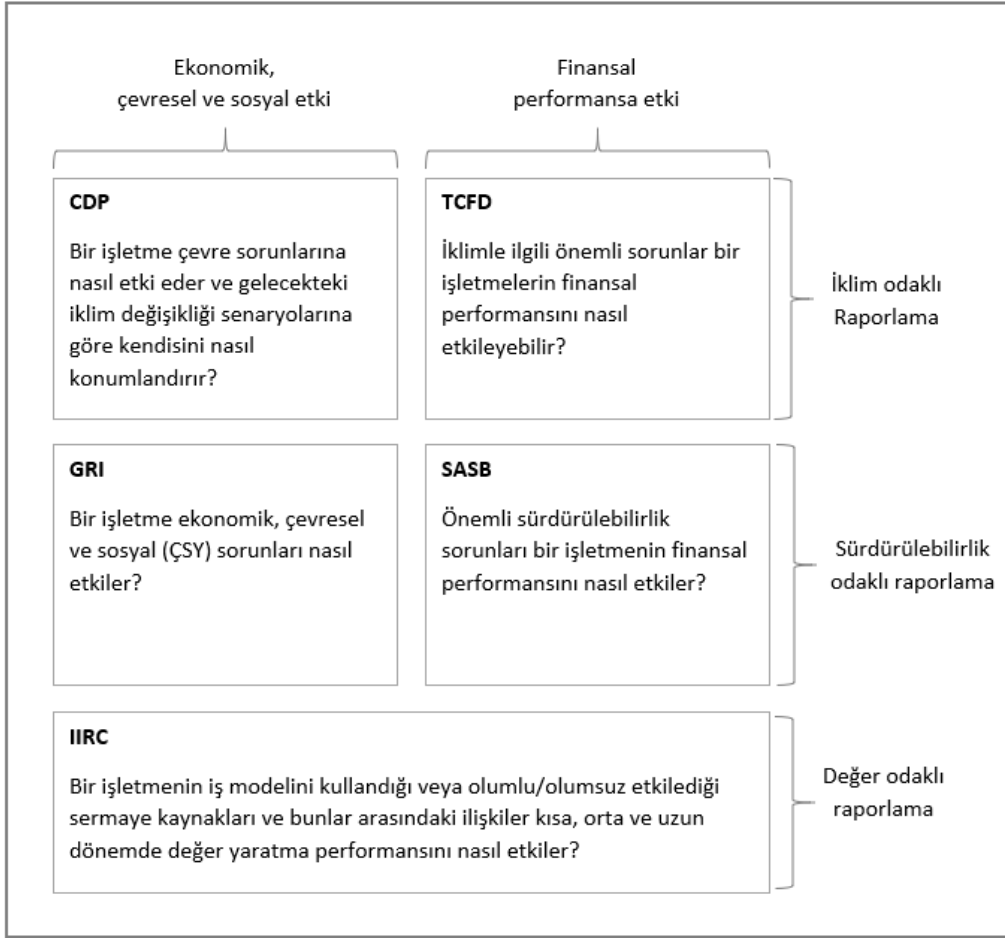 Ekonomik,
çevresel ve sosyal etki
Finansal
performansa etki
CDP
Bir işletme çevre sorunlarına
nasıl etki eder ve gelecekteki
iklim değişikliği senaryolarına
göre kendisini nasıl
konumlandırır?
TCFD
İklimle ilgili önemli sorunlar bir
işletmelerin finansal
performansını nasıl
etkileyebilir?
İklim odaklı
Raporlama
GRI
Bir işletme ekonomik, çevresel
ve sosyal (ÇSY) sorunları nasıl
etkiler?
SASB
Önemli sürdürülebilirlik
sorunları bir işletmenin finansal
performansını nasıl etkiler?
Sürdürülebilirlik
odaklı raporlama
IIRC
Bir işletmenin iş modelini kullandığı veya olumlu/olumsuz etkilediği
sermaye kaynakları ve bunlar arasındaki ilişkiler kısa, orta ve uzun
dönemde değer yaratma performansını nasıl etkiler?
Değer odaklı
raporlama